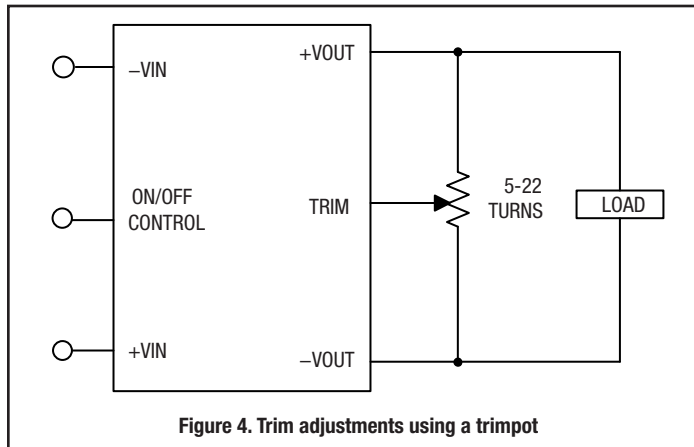 +VOUT
–VIN
ON/OFF
CONTROL
TRIM
5-22
TURNS
LOAD
+VIN
–VOUT
Figure 4. Trim adjustments using a trimpot